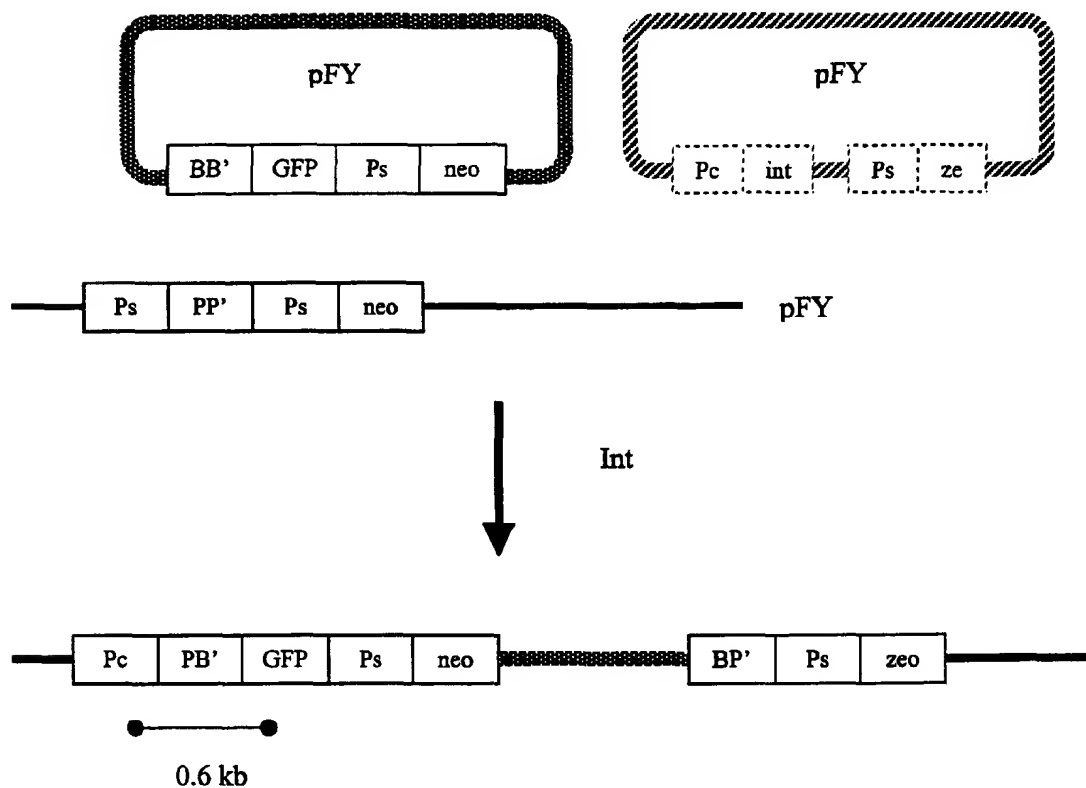 pFY pFY
BB' GFP Ps neo Pc int Ps ze
Ps PP' Ps neo
pFY
Int
Pc PB' GFP Ps neo BP' Ps zeo
0.6 kb